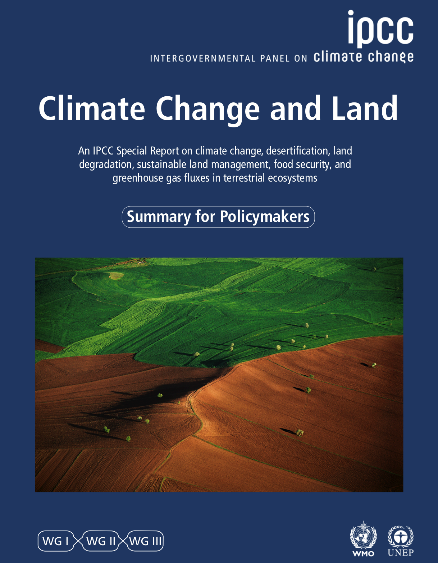 ipcc
INTERGOVERNMENTAL PANEL ON climate change
Climate Change and Land
An IPCC Special Report on climate change, desertification, land
degradation, sustainable land management, food security, and
greenhouse gas fluxes in terrestrial ecosystems
Summary for Policymakers
WG I WG II WG III
WMO UNEP